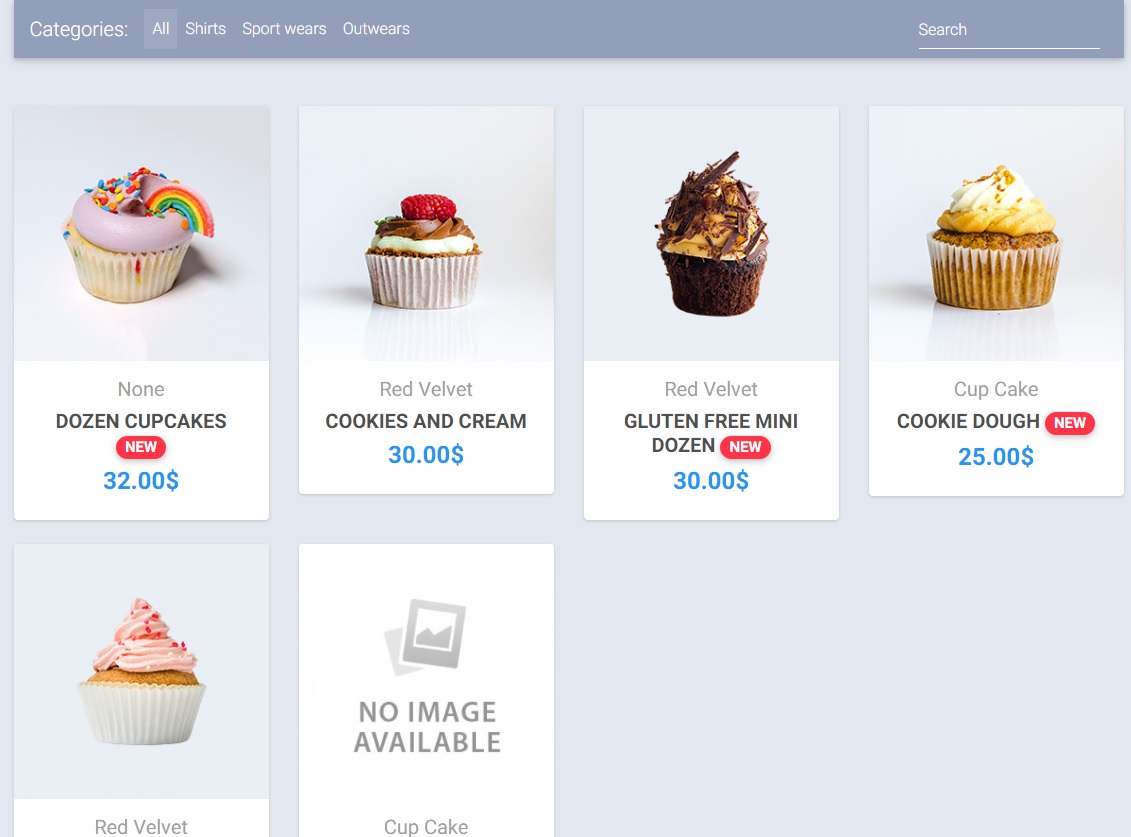 Categories: All Shirts Sport wears Outwears Search
None
DOZEN CUPCAKES
NEW
32.00$
Red Velvet
COOKIES AND CREAM
30.00$
Red Velvet
GLUTEN FREE MINI
DOZEN NEW
30.00$
Cup Cake
COOKIE DOUGH NEW
25.00$
Red Velvet
NO IMAGE
AVAILABLE
Cup Cake